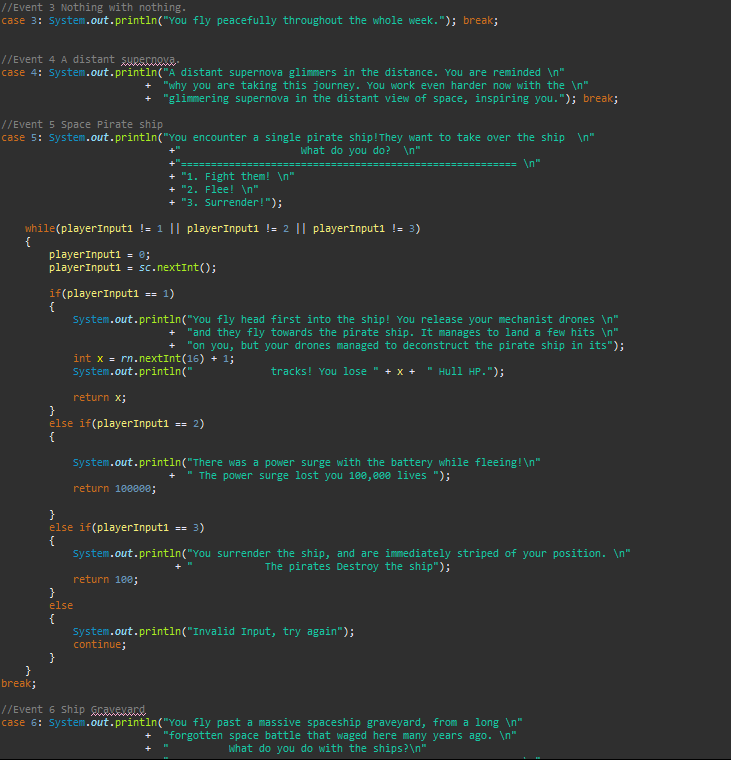 //Event 3 Nothing with nothing.
case 3: System.out.println("You fly peacefully throughout the whole week."); break;
//Event 4 A distant supernova.
case 4: System.out.println("A distant supernova glimmers in the distance. You are reminded \n"
+ "why you are taking this journey. You work even harder now with the \n"
+ "glimmering supernova in the distant view of space, inspiring you."); break;
//Event 5 Space Pirate ship
case 5: System.out.println("You encounter a single pirate ship!They want to take over the ship \n"
+" What do you do? \n"
+"======================================================== \n"
+ "1. Fight them! \n"
+ "2. Flee! \n"
+ "3. Surrender!");
while(playerInput1 != 1 || playerInput1 != 2 || playerInput1 != 3)
{
playerInput1 = 0;
playerInput1 = sc.nextInt();
if(playerInput1 == 1)
{
System.out.println("You fly head first into the ship! You release your mechanist drones \n"
+ "and they fly towards the pirate ship. It manages to land a few hits \n"
+ "on you, but your drones managed to deconstruct the pirate ship in its");
int x = rn.nextInt(16) + 1;
System.out.println(" tracks! You lose " + x + " Hull HP.");
return x;
}
else if(playerInput1 == 2)
{
System.out.println("There was a power surge with the battery while fleeing!\n"
+ " The power surge lost you 100,000 lives ");
return 100000;
}
else if(playerInput1 == 3)
{
System.out.println("You surrender the ship, and are immediately striped of your position. \n"
+ " The pirates Destroy the ship");
return 100;
}
else
{
System.out.println("Invalid Input, try again");
continue;
}
}
break;
//Event 6 Ship Graveyard
case 6: System.out.println("You fly past a massive spaceship graveyard, from a long \n"
+ "forgotten space battle that waged here many years ago. \n"
+ " What do you do with the ships?\n"